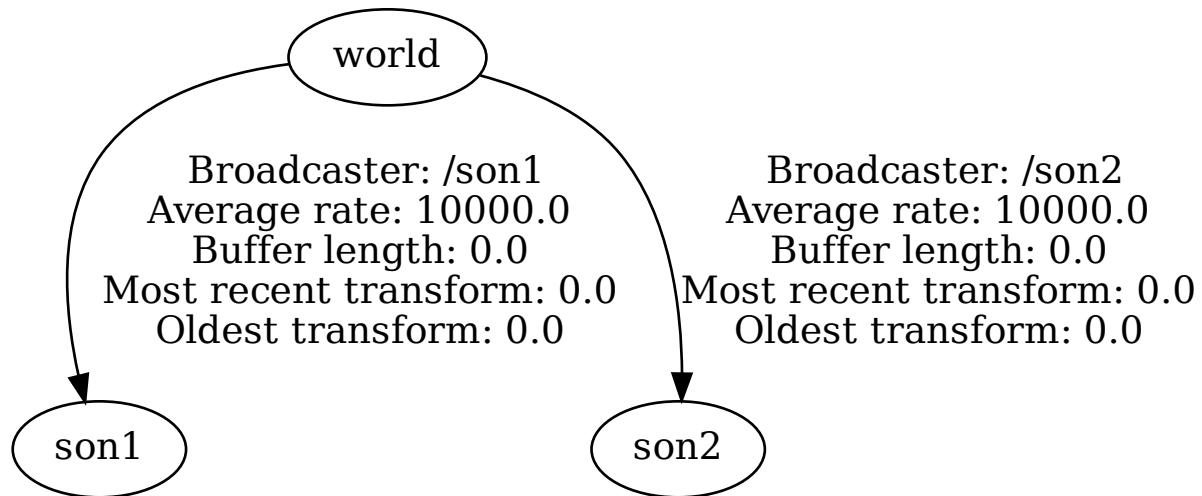 world
Broadcaster: /son1
Average rate: 10000.0
Buffer length: 0.0
Most recent transform: 0.0
Oldest transform: 0.0
Broadcaster: /son2
Average rate: 10000.0
Buffer length: 0.0
Most recent transform: 0.0
Oldest transform: 0.0
son1
son2